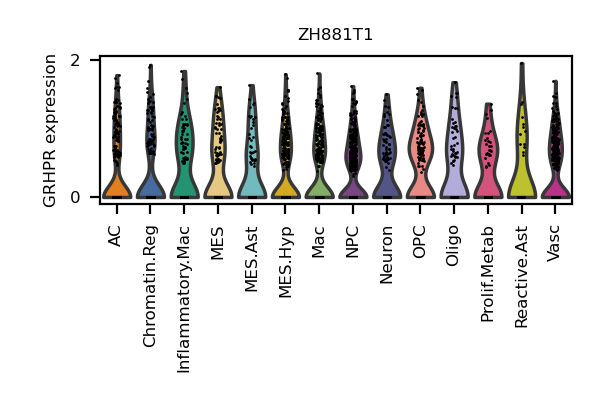 ZH881T1
GRHPR expression
2
0
AC
Chromatin.Reg
Inflammatory.Mac
MES
MES.Ast
MES.Hyp
Mac
NPC
Neuron
OPC
Oligo
Prolif.Metab
Reactive.Ast
Vasc